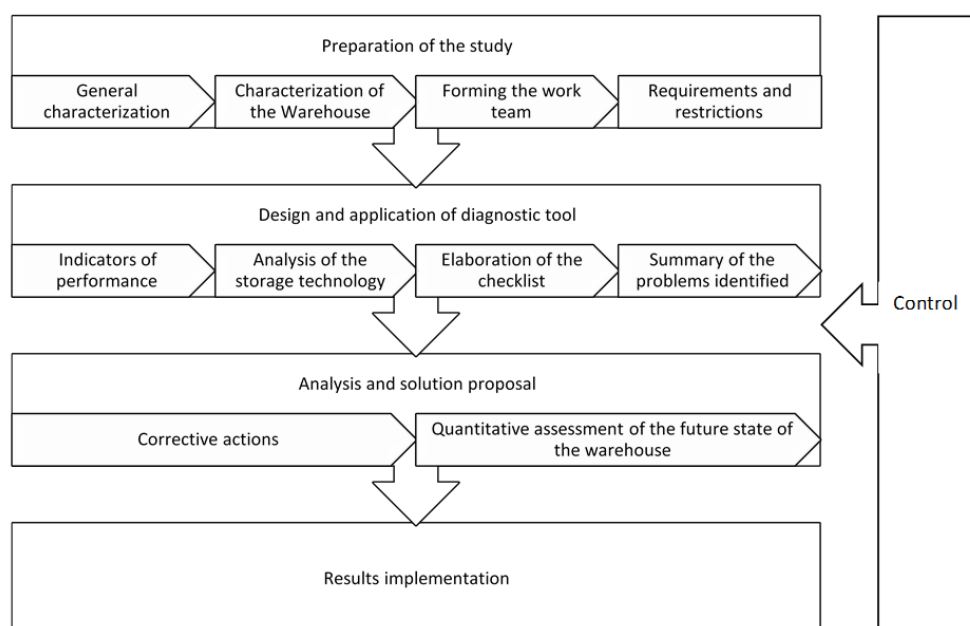 Preparation of the study
General
characterization
Characterization of
the Warehouse
Forming the work
team
Requirements and
restrictions
Design and application of diagnostic tool
Indicators of
performance
Analysis of the
storage technology
Elaboration of the
checklist
Summary of the
problems identified
Control
Analysis and solution proposal
Corrective actions
Quantitative assessment of the future state of
the warehouse
Results implementation